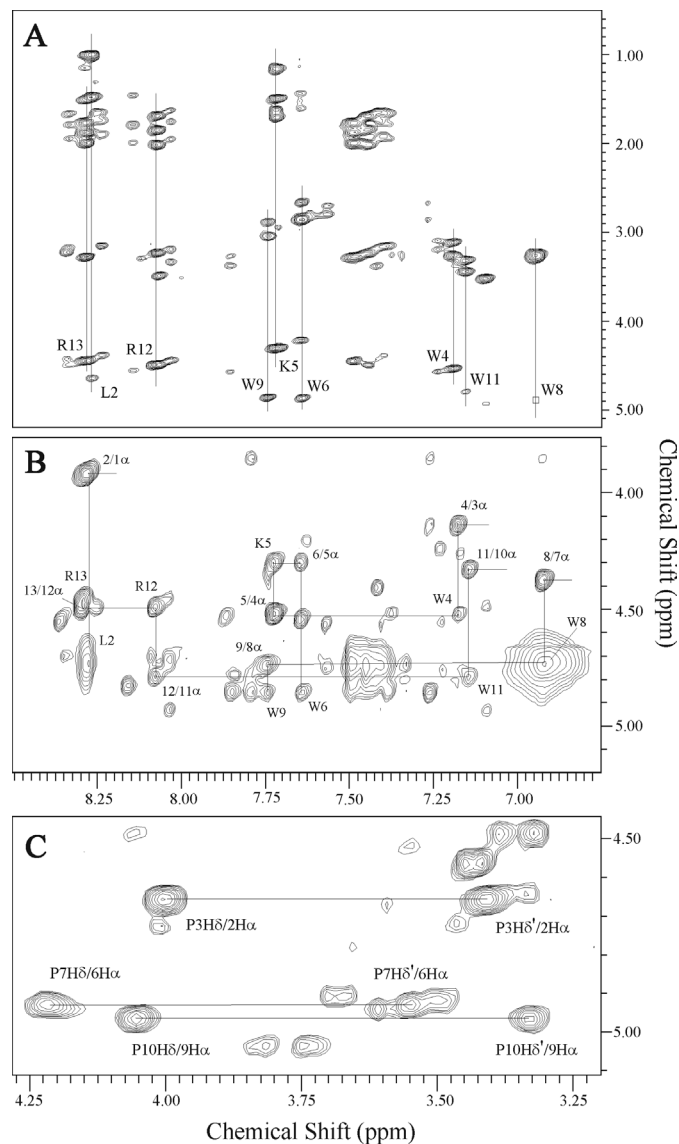 A
1.00
2.00
3.00
4.00
5.00
R13
L2
R12
W9
K5
W6
W4
W11
W8
B
2/1α
4/3α
11/10α
8/7α
K5
6/5α
R13
R12
13/12α
5/4α
W4
W8
L2
9/8α
12/11α
W9
W6
W11
4.00
4.50
5.00
8.25
8.00
7.75
7.50
7.25
7.00
Chemical Shift (ppm)
C
4.50
5.00
P3Hδ/2Hα
P3Hδ'/2Hα
P7Hδ/6Hα
P7Hδ'/6Hα
P10Hδ/9Hα
P10Hδ'/9Hα
4.25
4.00
3.75
3.50
3.25
Chemical Shift (ppm)